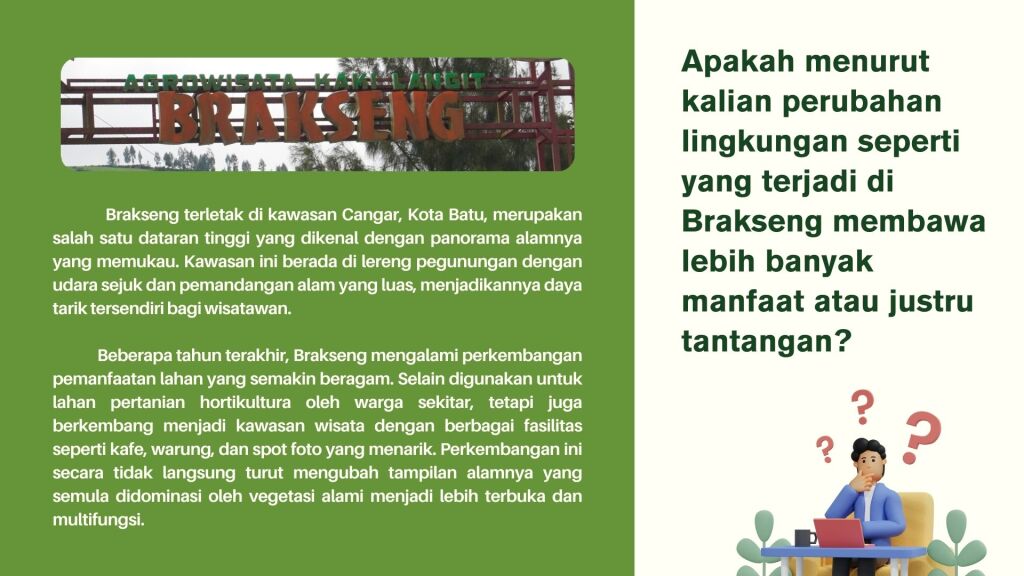 AGROWISATA KAKI LANGIT
BRAKSENG
Brakseng terletak di kawasan Cangar, Kota Batu, merupakan
salah satu dataran tinggi yang dikenal dengan panorama alamnya
yang memukau. Kawasan ini berada di lereng pegunungan dengan
udara sejuk dan pemandangan alam yang luas, menjadikannya daya
tarik tersendiri bagi wisatawan.
Beberapa tahun terakhir, Brakseng mengalami perkembangan
pemanfaatan lahan yang semakin beragam. Selain digunakan untuk
lahan pertanian hortikultura oleh warga sekitar, tetapi juga
berkembang menjadi kawasan wisata dengan berbagai fasilitas
seperti kafe, warung, dan spot foto yang menarik. Perkembangan ini
secara tidak langsung turut mengubah tampilan alamnya yang
semula didominasi oleh vegetasi alami menjadi lebih terbuka dan
multifungsi.
Apakah menurut
kalian perubahan
lingkungan seperti
yang terjadi di
Brakseng membawa
lebih banyak
manfaat atau justru
tantangan?
? ? ?